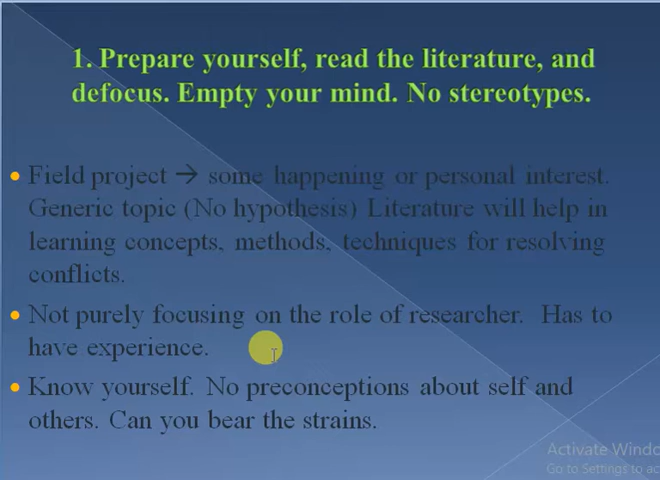 1. Prepare yourself, read the literature, and
defocus. Empty your mind. No stereotypes.
Field project → some happening or personal interest.
Generic topic (No hypothesis) Literature will help in
learning concepts, methods, techniques for resolving
conflicts.
Not purely focusing on the role of researcher. Has to
have experience.
Know yourself. No preconceptions about self and
others. Can you bear the strains.
Activate Windo
Go to Settings to ac